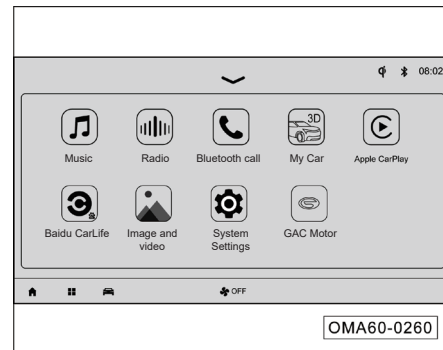 08:02
3D
Music
Radio
Bluetooth call
My Car
Apple CarPlay
Baidu CarLife
Image and
video
System
Settings
GAC Motor
OFF
OMA60-0260